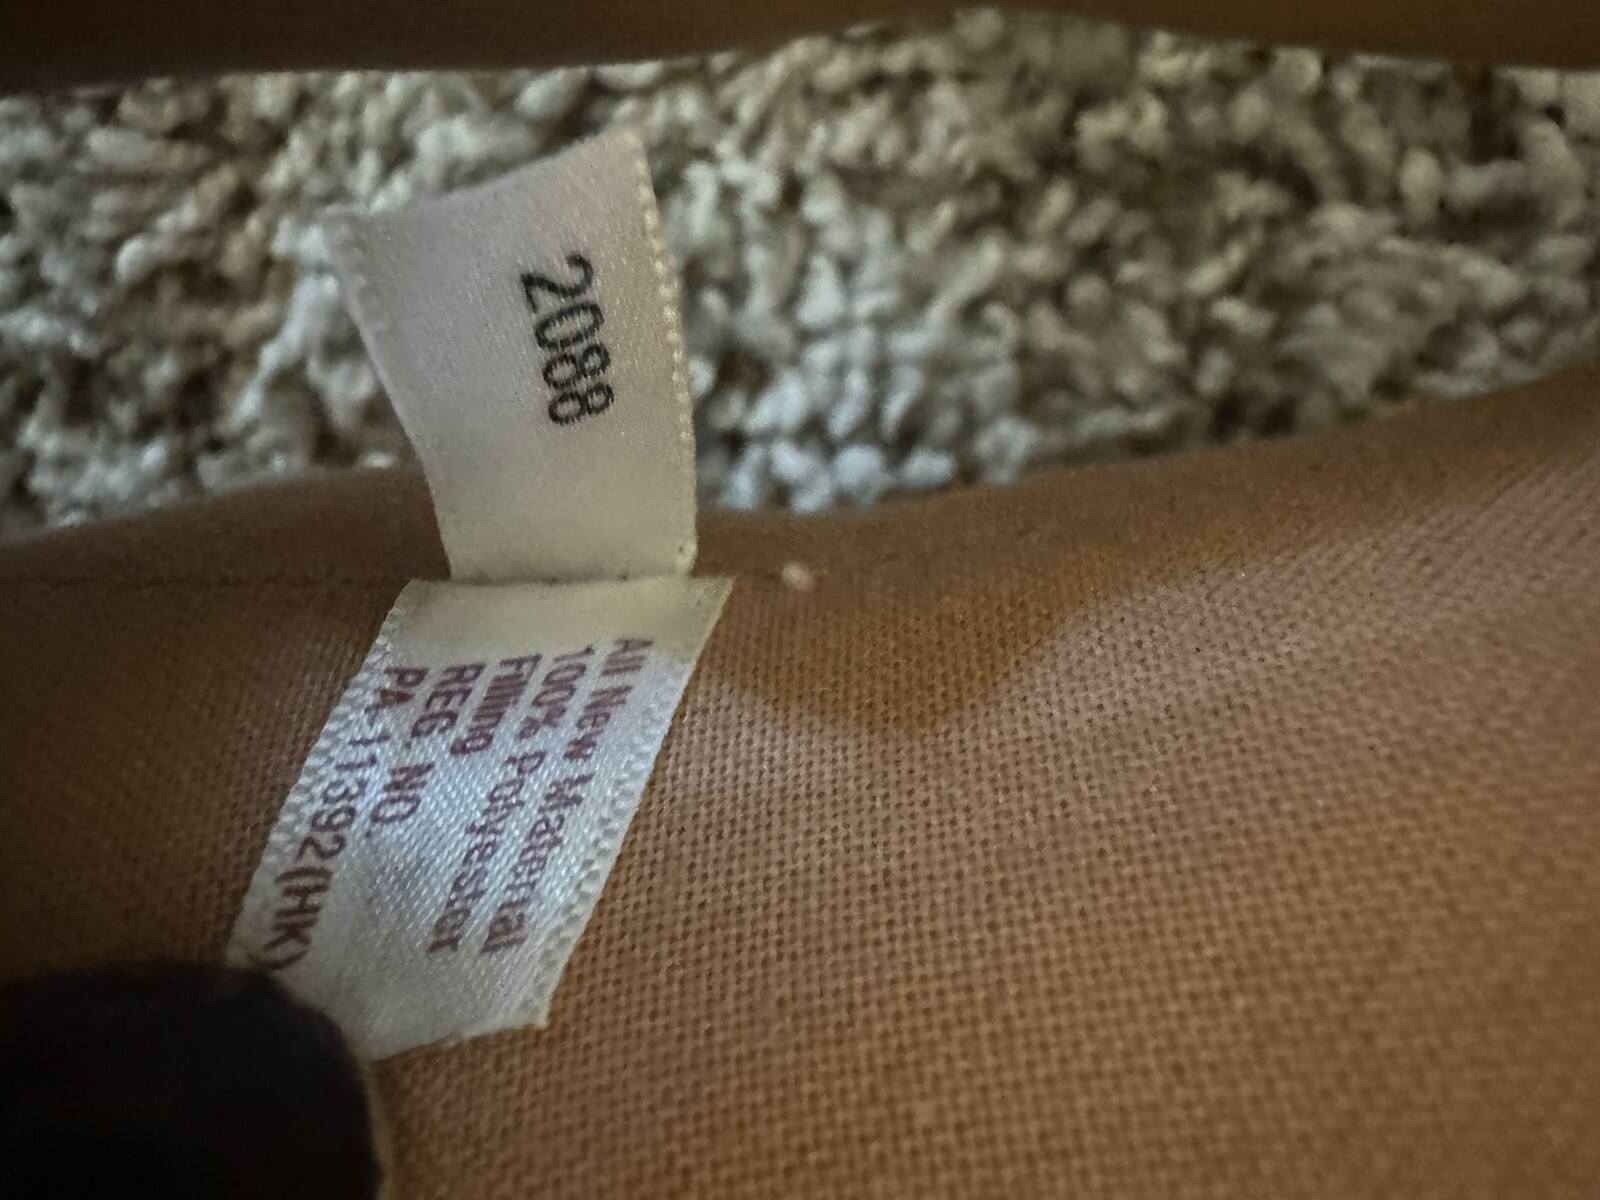 2088
All New Material
100% Polyester
Filling
REG. NO.
PA-11392(HK)